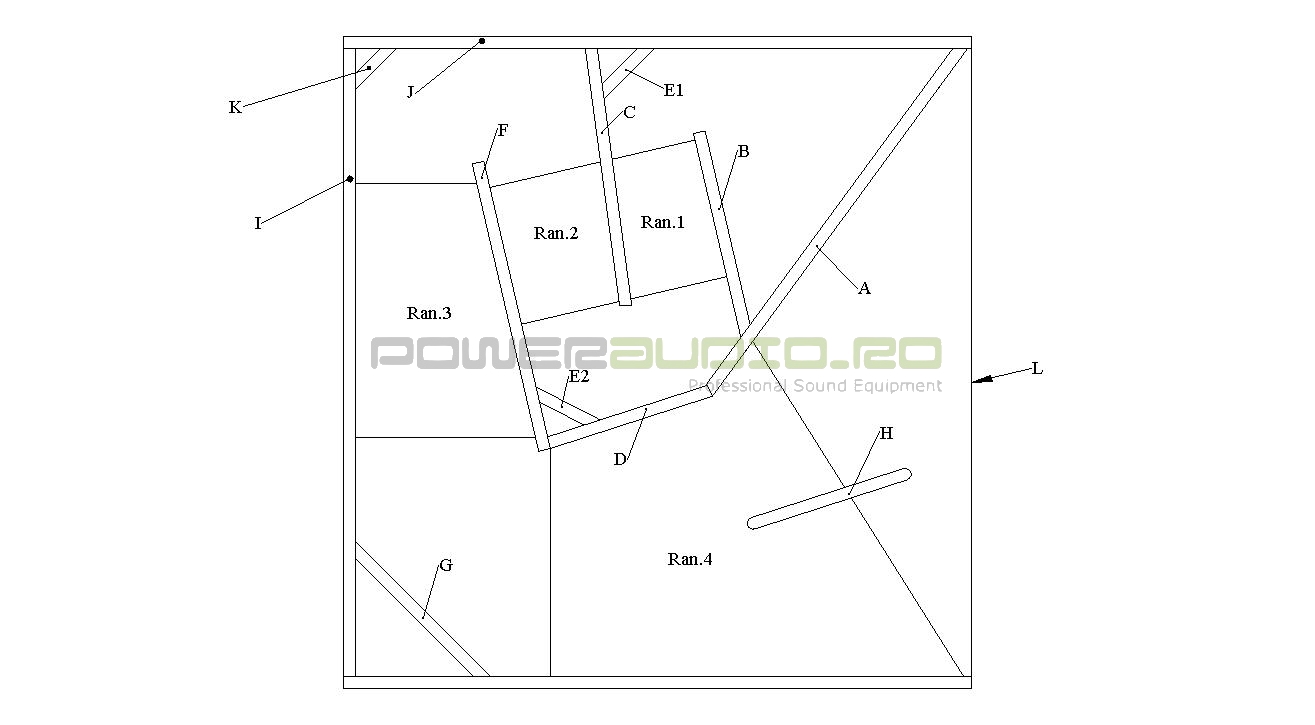 J
K
E1
C
F
B
I
Ran.1
Ran.2
A
Ran.3
POWERAUDIO.RO
L
E2
Professional Sound Equipment
H
D
Ran.4
G